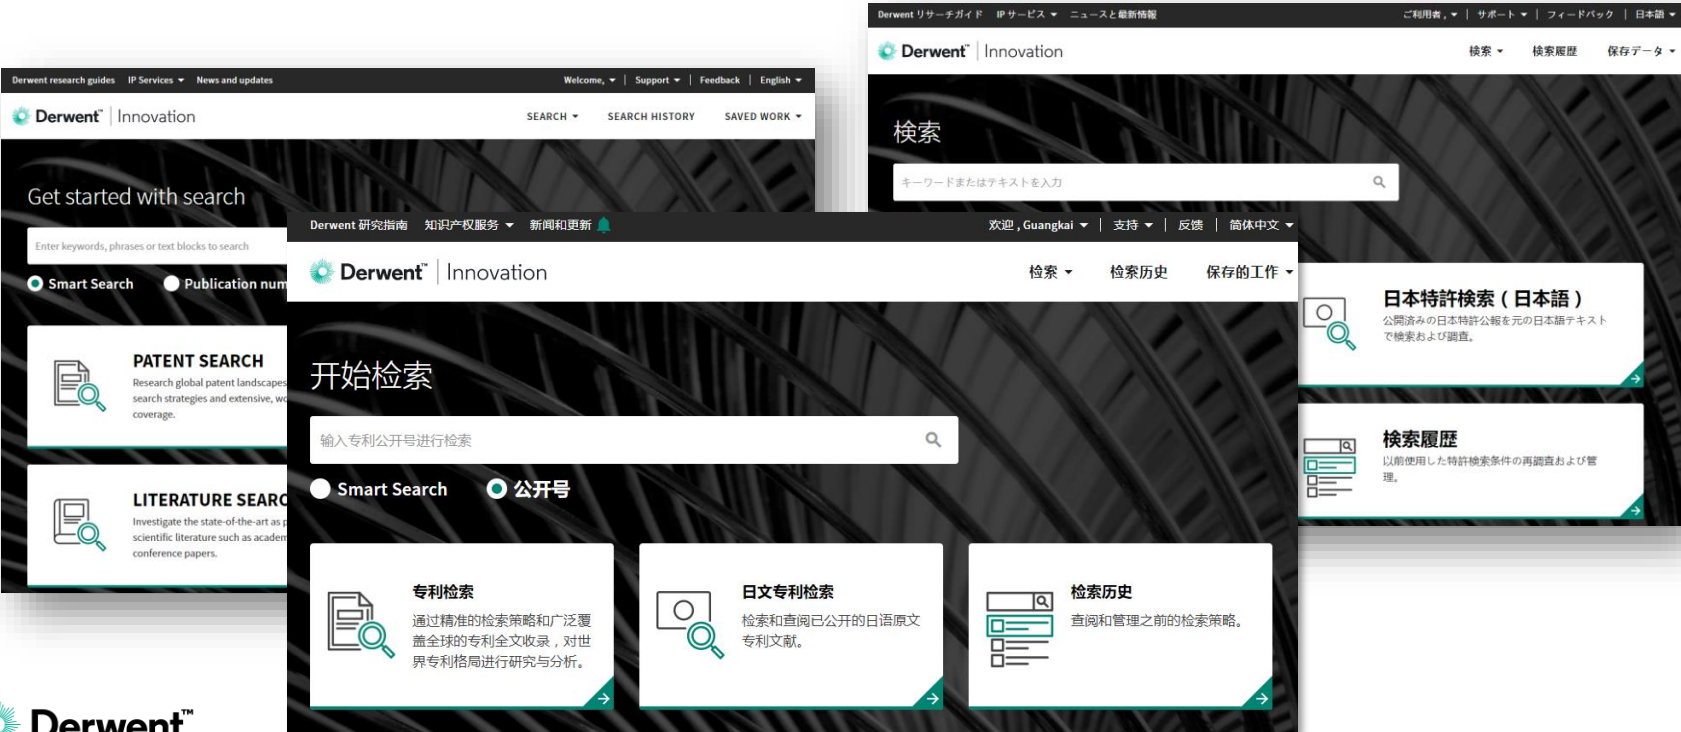 Derwent research guides IP Services News and updates Welcome, Support Feedback English
Derwent™ Innovation SEARCH SEARCH HISTORY SAVED WORK
Get started with search
Enter keywords, phrases or text blocks to search
Smart Search Publication num
PATENT SEARCH
Research global patent landscapes
search strategies and extensive,
coverage.
LITERATURE SEARC
Investigate the state-of-the-art as
scientific literature such as academ
conference papers.
Derwent リサーチガイド IP サービス ニュースと最新情報 ご利用者, サポート フィードバック 日本語
Derwent™ Innovation 検索 検索履歴 保存データ
検索
キーワードまたはテキストを入力
日本特許検索 ( 日本語 )
公開済みの日本特許公報を元の日本語テキスト
で検索および調査。
検索履歴
以前使用した特許検索条件の再調査および管
理。
Derwent 研究指南 知识产权服务 新闻和更新 欢迎 , Guangkai 支持 反馈 简体中文
Derwent™ Innovation 检索 检索历史 保存的工作
开始检索
输入专利公开号进行检索
Smart Search 公开号
专利检索
通过精准的检索策略和广泛覆
盖全球的专利全文收录，对世
界专利格局进行研究与分析。
日文专利检索
检索和查阅已公开的日语原文
专利文献。
检索历史
查阅和管理之前的检索策略。
Derwent™